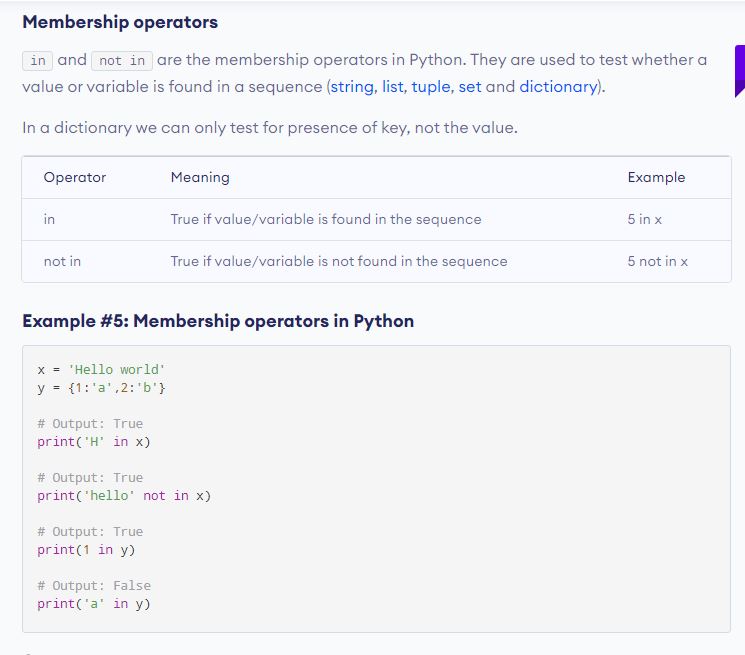 Membership operators
in and not in are the membership operators in Python. They are used to test whether a
value or variable is found in a sequence (string, list, tuple, set and dictionary).
In a dictionary we can only test for presence of key, not the value.
Operator Meaning Example
in True if value/variable is found in the sequence 5 in x
not in True if value/variable is not found in the sequence 5 not in x
Example #5: Membership operators in Python
x = 'Hello world'
y = {1:'a',2:'b'}
# Output: True
print('H' in x)
# Output: True
print('hello' not in x)
# Output: True
print(1 in y)
# Output: False
print('a' in y)